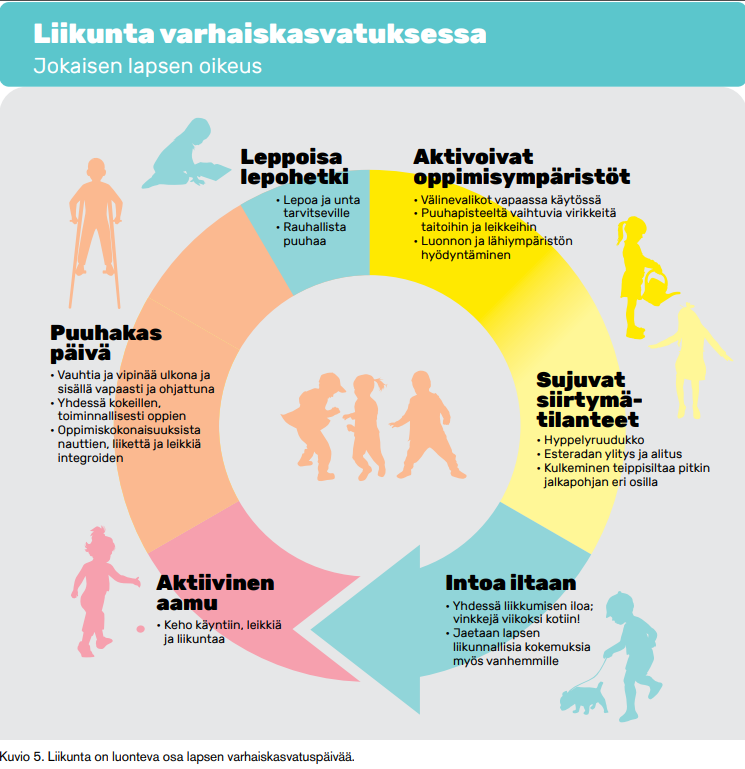 Liikunta varhaiskasvatuksessa
Jokaisen lapsen oikeus
Leppoisa
lepohetki
• Lepoa ja unta
tarvitseville
• Rauhallista
puuhaa
Aktivoivat
oppimisympäristöt
• Välinevalikot vapaassa käytössä
• Puuhapisteeltä vaihtuvia virikkeitä
taitoihin ja leikkeihin
• Luonnon ja lähiympäristön
hyödyntäminen
Puuhakas
päivä
• Vauhtia ja vipinää ulkona ja
sisällä vapaasti ja ohjattuna
• Yhdessä kokeillen,
toiminnallisesti oppien
• Oppimiskokonaisuuksista
nauttien, liikettä ja leikkiä
integroiden
Sujuvat
siirtymä-
tilanteet
• Hyppelyruudukko
• Esteradan ylitys ja alitus
• Kulkeminen teippisiltaa pitkin
jalkapohjan eri osilla
Aktiivinen
aamu
• Keho käyntiin, leikkiä
ja liikuntaa
Intoa iltaan
• Yhdessä liikkumisen iloa;
vinkkejä viikoksi kotiin!
• Jaetaan lapsen
liikunnallisia kokemuksia
myös vanhemmille
Kuvio 5. Liikunta on luonteva osa lapsen varhaiskasvatuspäivää.